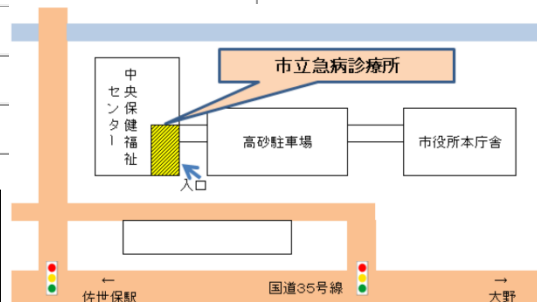 市立急病診療所
中央保健福祉
センター
高砂駐車場
市役所本庁舎
入口
国道35号線
←
佐世保駅
→
大野